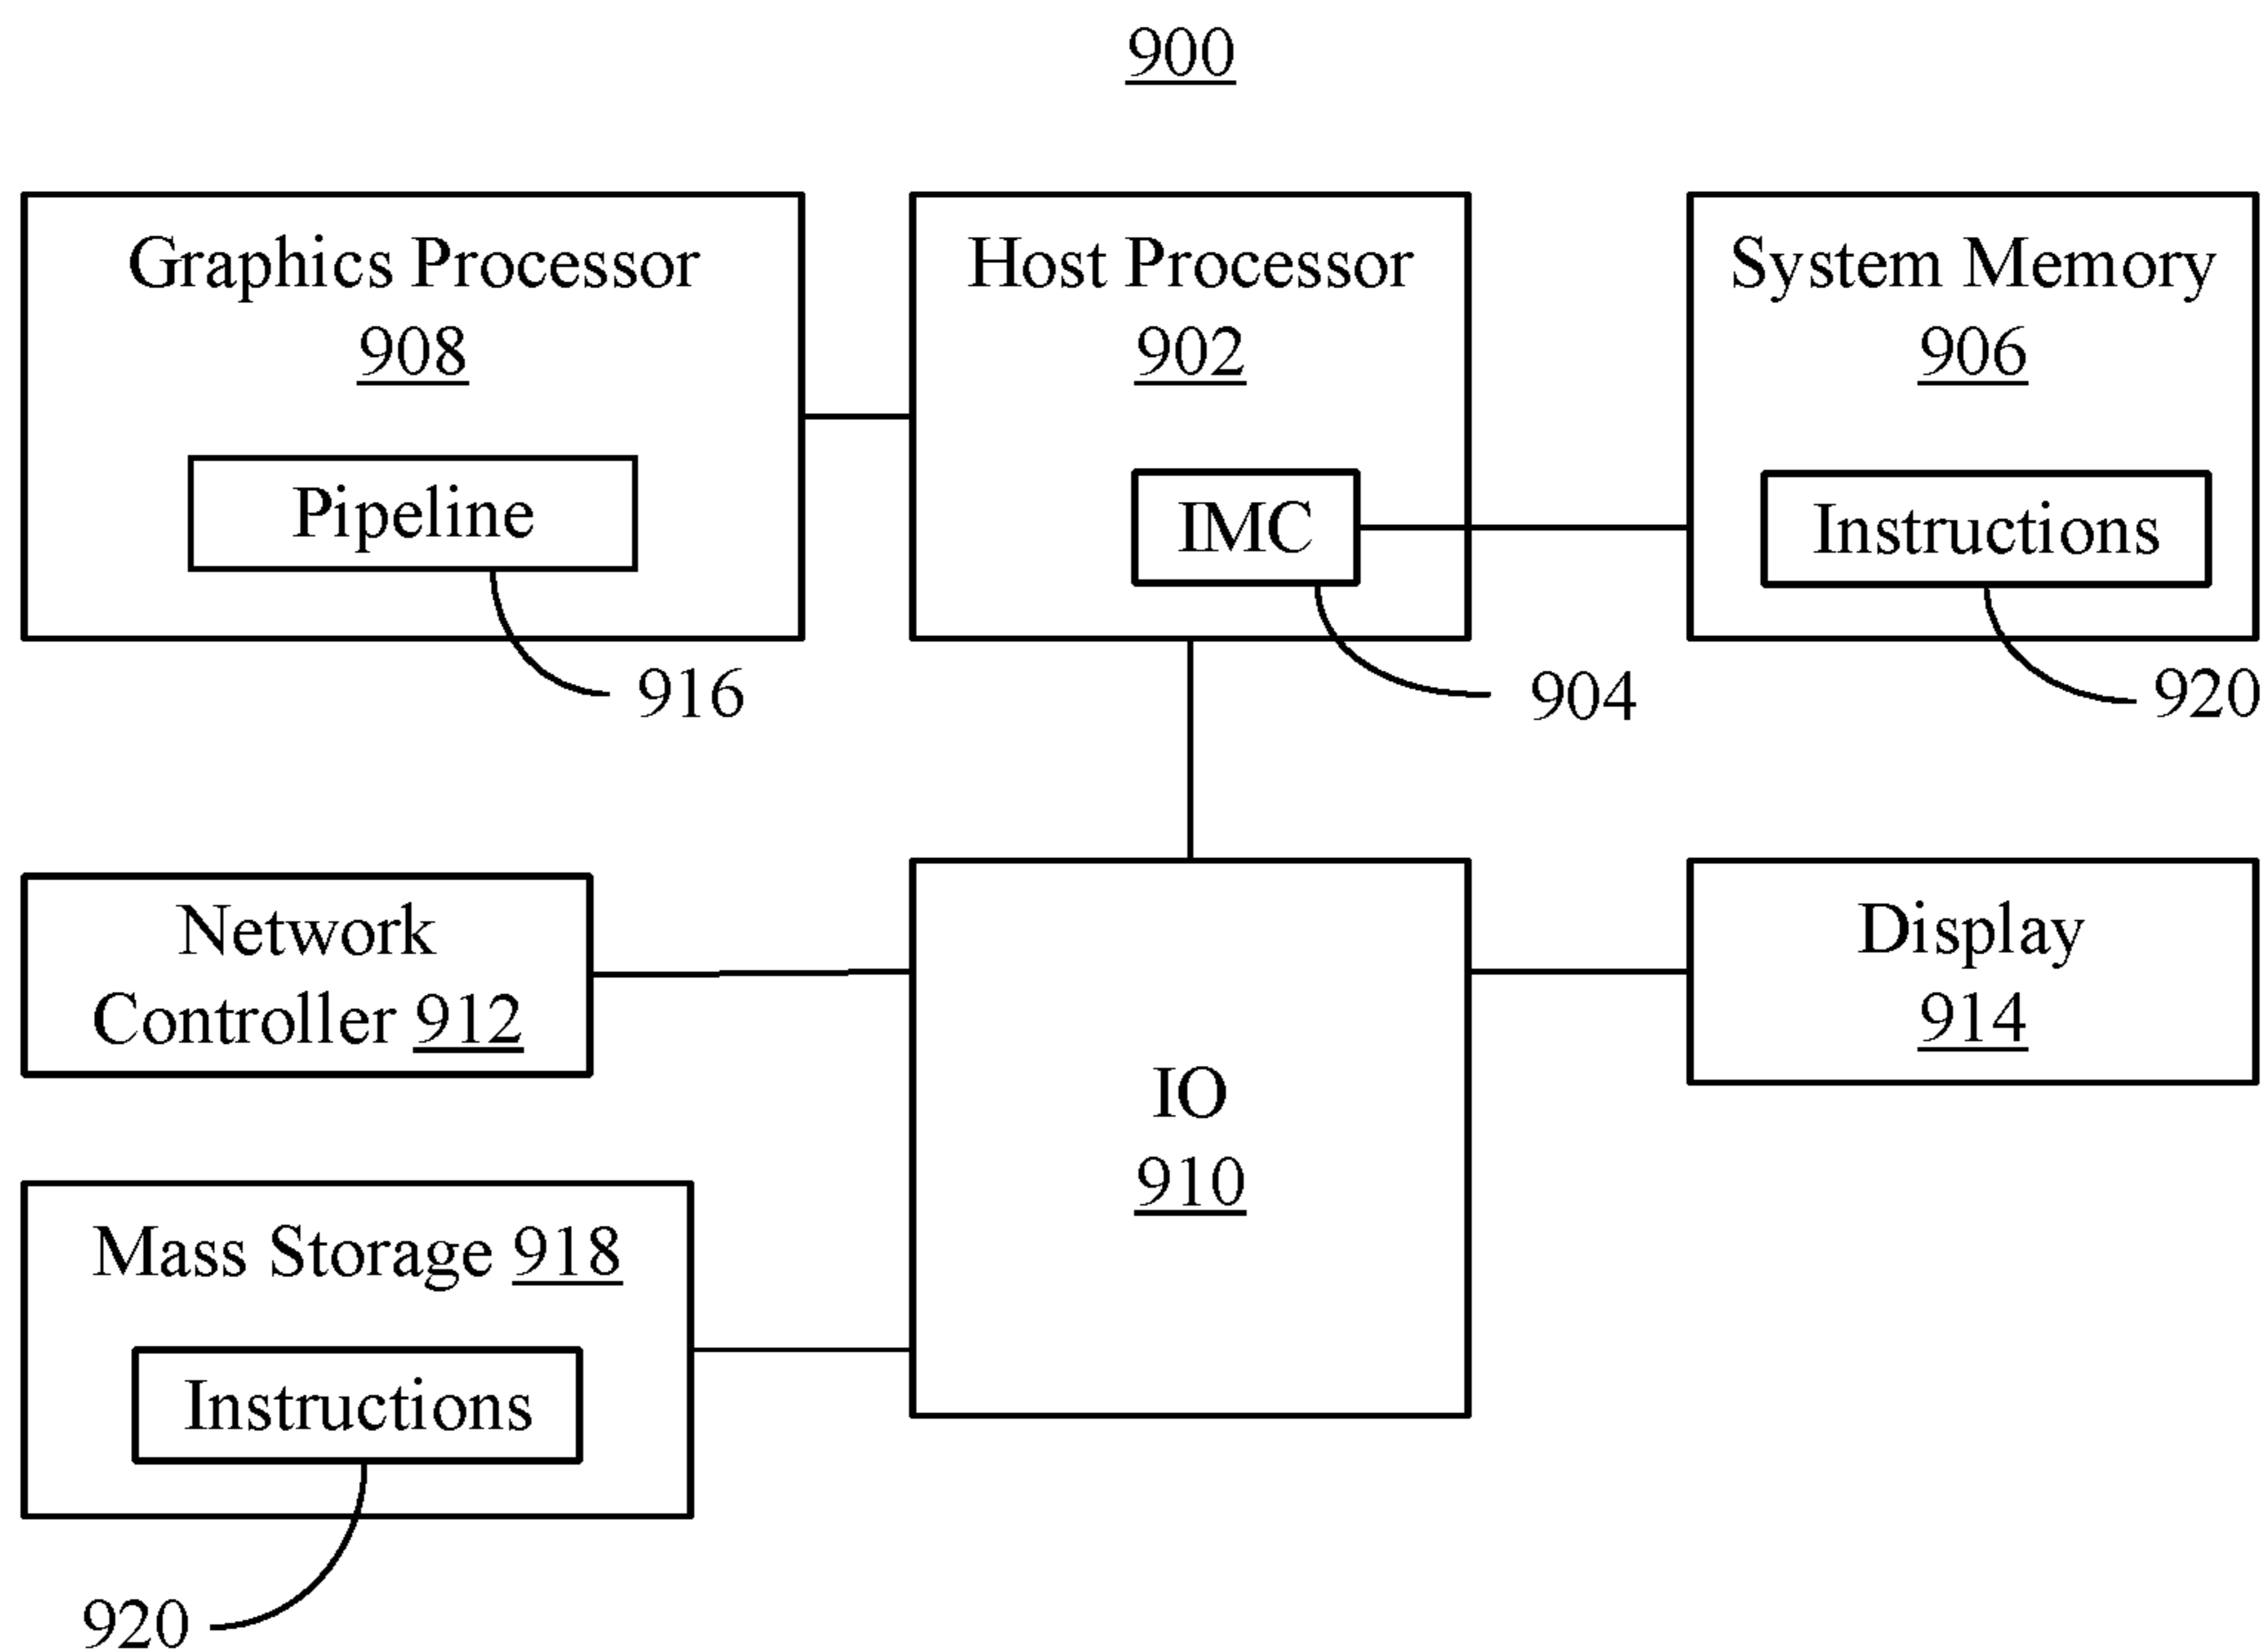 900
Graphics Processor
908
Pipeline
916
Host Processor
902
IMC
904
System Memory
906
Instructions
920
Network
Controller 912
IO
910
Display
914
Mass Storage 918
Instructions
920